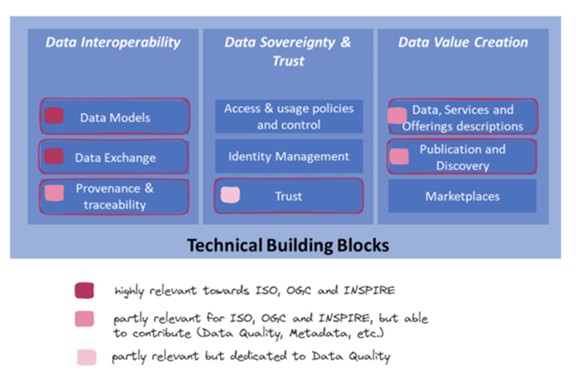 Data Interoperability
Data Models
Data Exchange
Provenance &
traceability
Data Sovereignty &
Trust
Access & usage policies
and control
Identity Management
Trust
Data Value Creation
Data, Services and
Offerings descriptions
Publication and
Discovery
Marketplaces
Technical Building Blocks
highly relevant towards ISO, OGC and INSPIRE
partly relevant for ISO, OGC and INSPIRE, but able
to contribute (Data Quality, Metadata, etc.)
partly relevant but dedicated to Data Quality